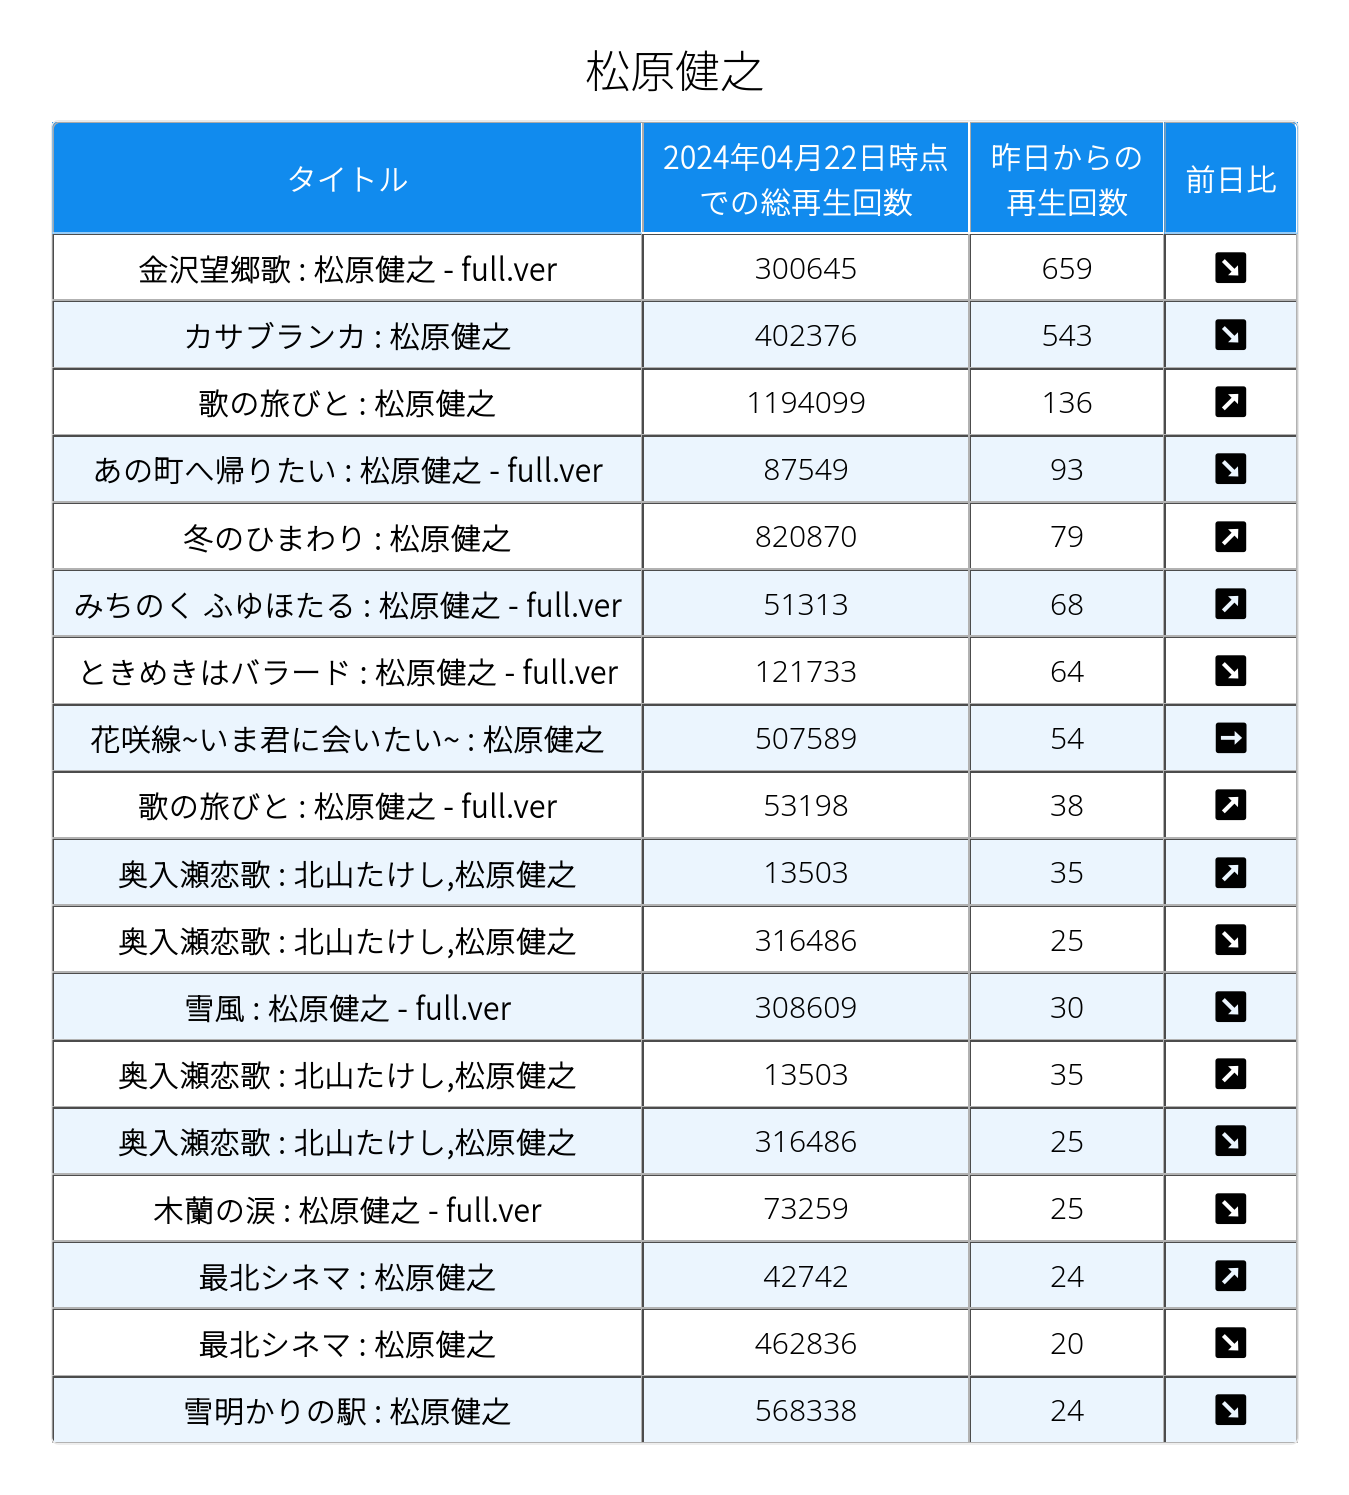 松原健之
タイトル 2024年04月22日時点での総再生回数 昨日からの再生回数 前日比
金沢望郷歌 : 松原健之 - full.ver 300645 659 ↘
カサブランカ : 松原健之 402376 543 ↘
歌の旅びと : 松原健之 1194099 136 ↗
あの町へ帰りたい : 松原健之 - full.ver 87549 93 ↘
冬のひまわり : 松原健之 820870 79 ↗
みちのく ふゆほたる : 松原健之 - full.ver 51313 68 ↗
ときめきはバラード : 松原健之 - full.ver 121733 64 ↘
花咲線~いま君に会いたい~ : 松原健之 507589 54 →
歌の旅びと : 松原健之 - full.ver 53198 38 ↗
奥入瀬恋歌 : 北山たけし,松原健之 13503 35 ↗
奥入瀬恋歌 : 北山たけし,松原健之 316486 25 ↘
雪風 : 松原健之 - full.ver 308609 30 ↘
奥入瀬恋歌 : 北山たけし,松原健之 13503 35 ↗
奥入瀬恋歌 : 北山たけし,松原健之 316486 25 ↘
木蘭の涙 : 松原健之 - full.ver 73259 25 ↘
最北シネマ : 松原健之 42742 24 ↗
最北シネマ : 松原健之 462836 20 ↘
雪明かりの駅 : 松原健之 568338 24 ↘